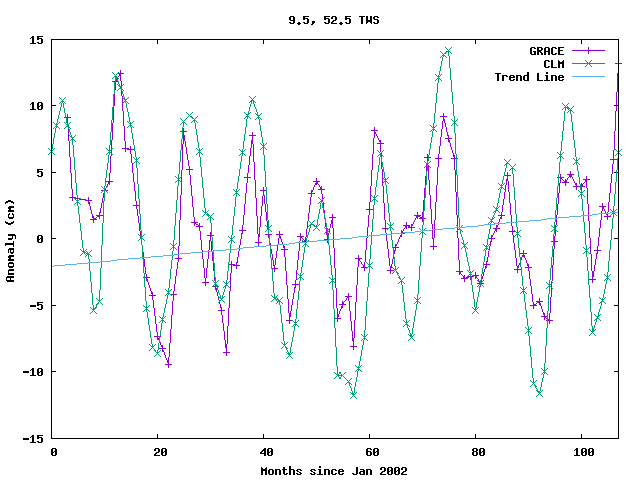 9.5, 52.5 TWS
GRACE
CLM
Trend Line
15
10
5
0
-5
-10
-15
Anomaly (cm)
0 20 40 60 80 100
Months since Jan 2002